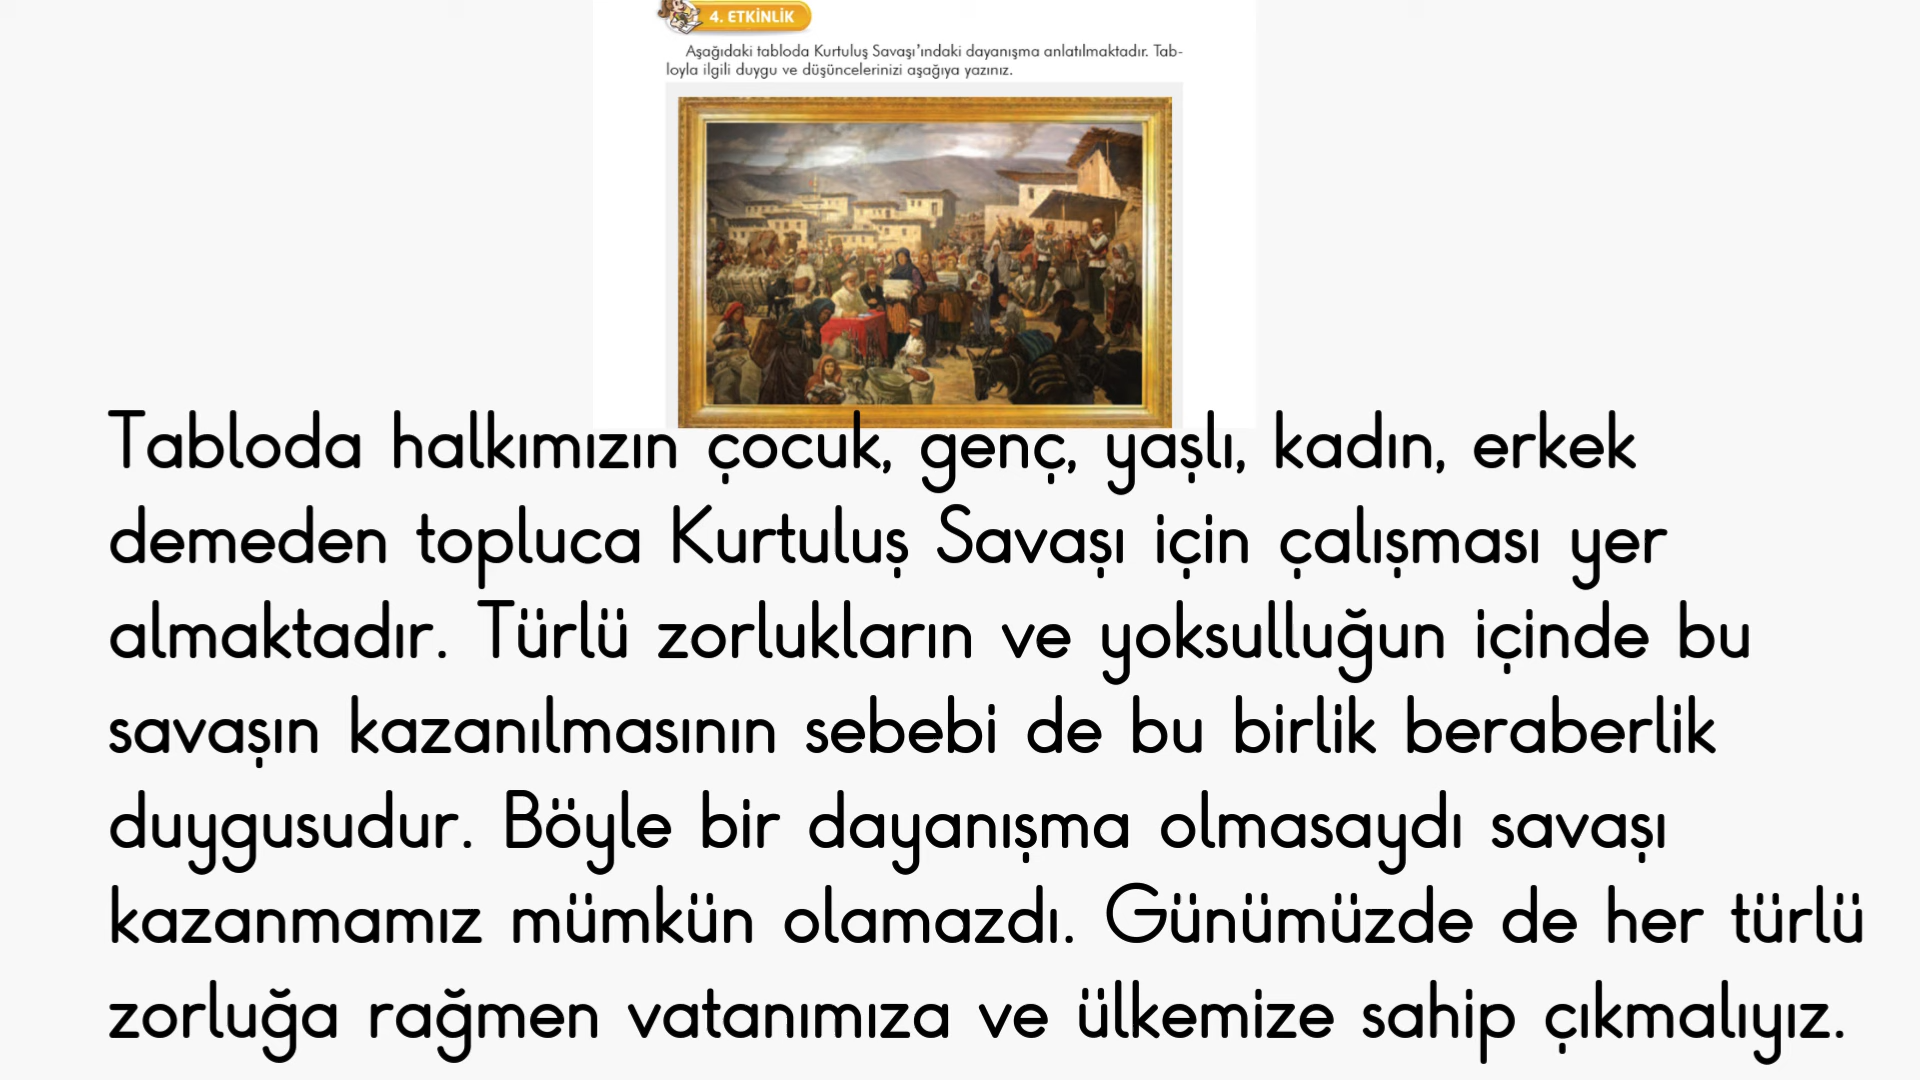 4. ETKİNLİK
Aşağıdaki tabloda Kurtuluş Savaşı'ındaki dayanışma anlatılmaktadır. Tab-
loyla ilgili duygu ve düşüncelerinizi aşağıya yazınız.
Tabloda halkımızın çocuk, genç, yaşlı, kadın, erkek
demeden topluca Kurtuluş Savaşı için çalışması yer
almaktadır. Türlü zorlukların ve yoksulluğun içinde bu
savaşın kazanılmasının sebebi de bu birlik beraberlik
duygusudur. Böyle bir dayanışma olmasaydı savaşı
kazanmamız mümkün olamazdı. Günümüzde de her türlü
zorluğa rağmen vatanımıza ve ülkemize sahip çıkmalıyız.